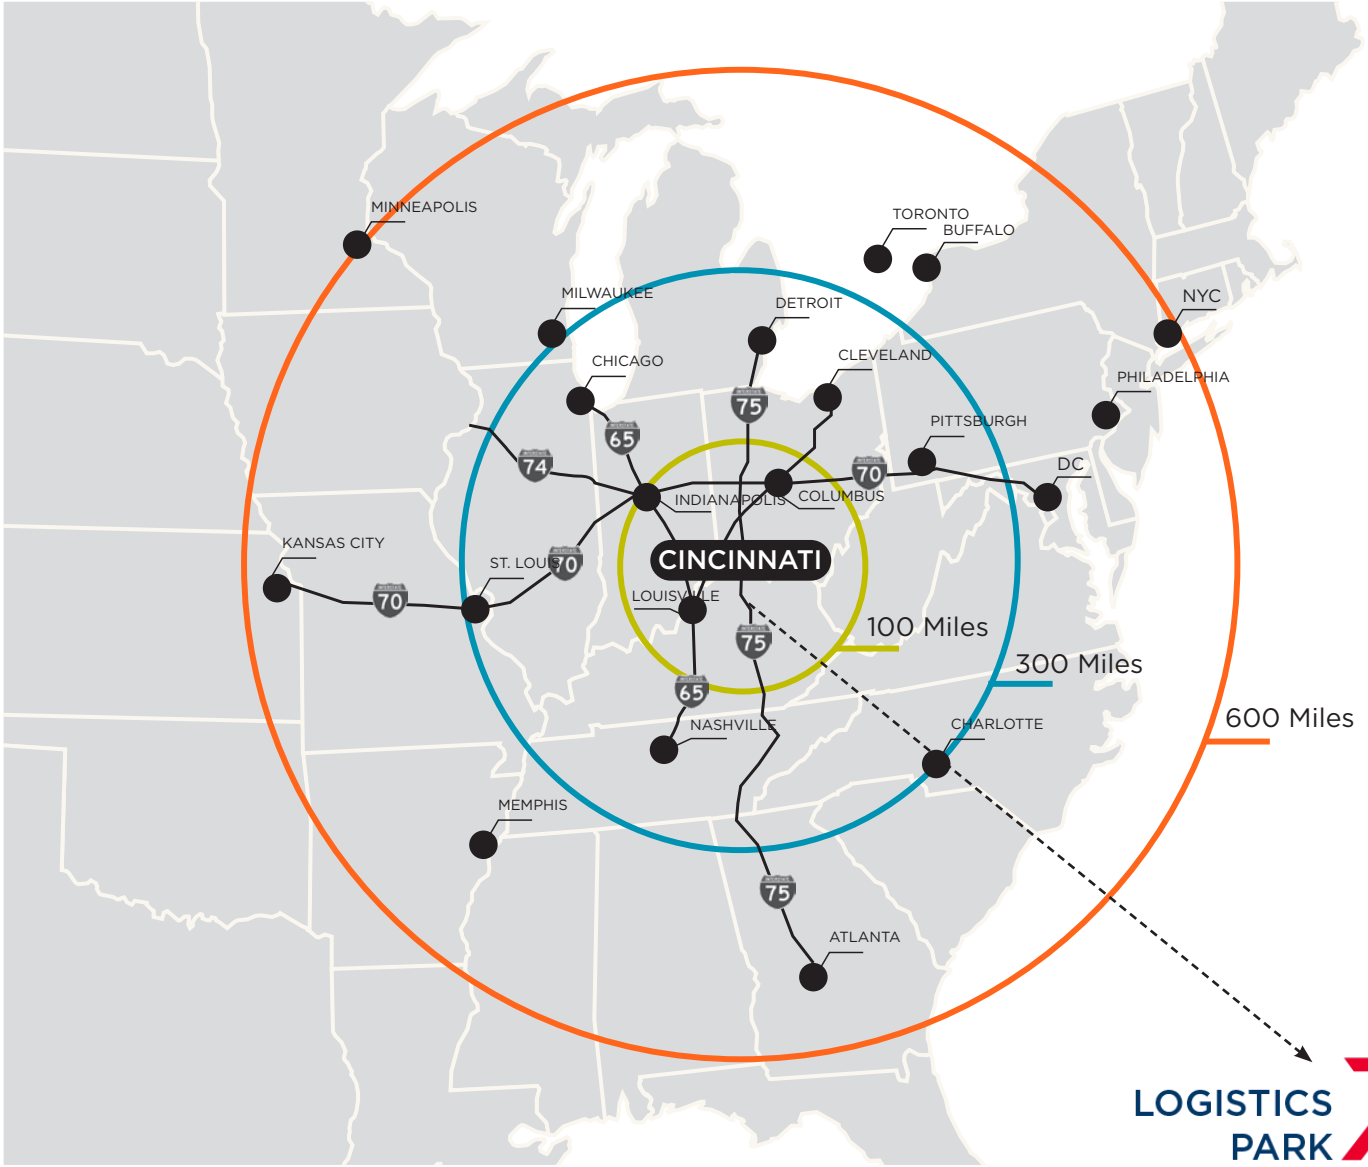 MINNEAPOLIS
TORONTO
BUFFALO
MILWAUKEE
DETROIT
NYC
CHICAGO
CLEVELAND
PHILADELPHIA
75
65
PITTSBURGH
74
70
DC
INDIANAPOLIS
COLUMBUS
KANSAS CITY
ST. LOUIS
70
CINCINNATI
70
LOUISVILLE
100 Miles
75
300 Miles
65
NASHVILLE
CHARLOTTE
600 Miles
MEMPHIS
75
ATLANTA
LOGISTICS
PARK